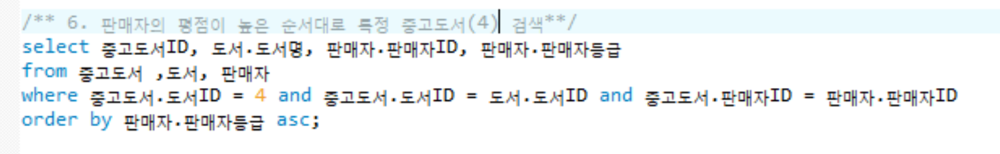 /** 6. 판매자의 평점이 높은 순서대로 특정 중고도서(4) 검색**/
select 중고도서ID, 도서.도서명, 판매자.판매자ID, 판매자.판매자등급
from 중고도서 ,도서, 판매자
where 중고도서.도서ID = 4 and 중고도서.도서ID = 도서.도서ID and 중고도서.판매자ID = 판매자.판매자ID
order by 판매자.판매자등급 asc;